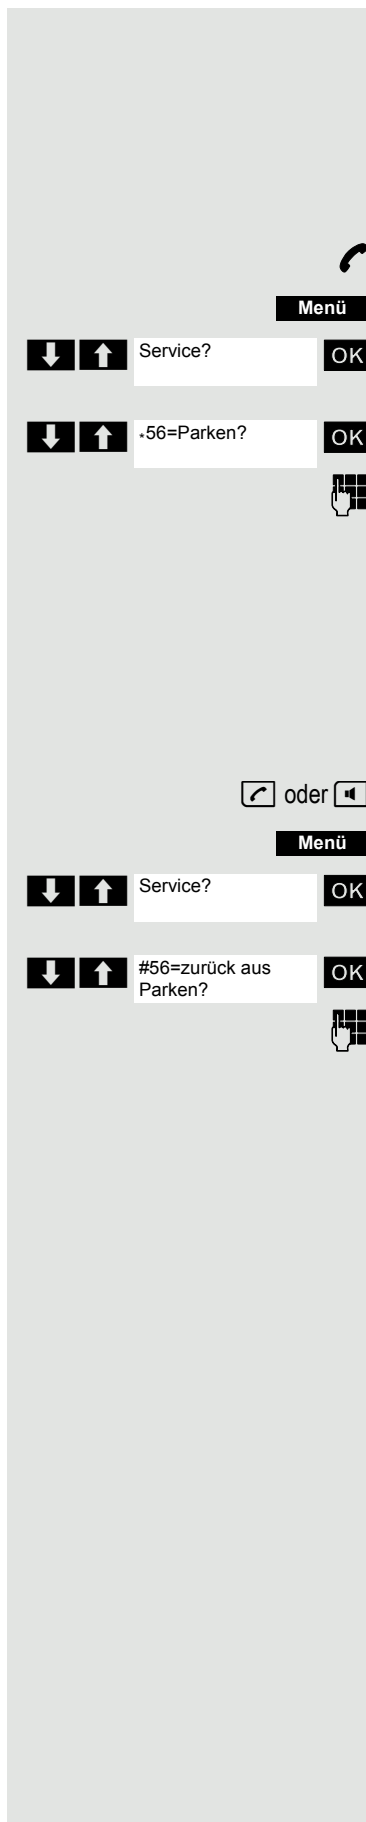 Menü
Service? OK
*56=Parken? OK
oder
Menü
Service? OK
#56=zurück aus OK
Parken?